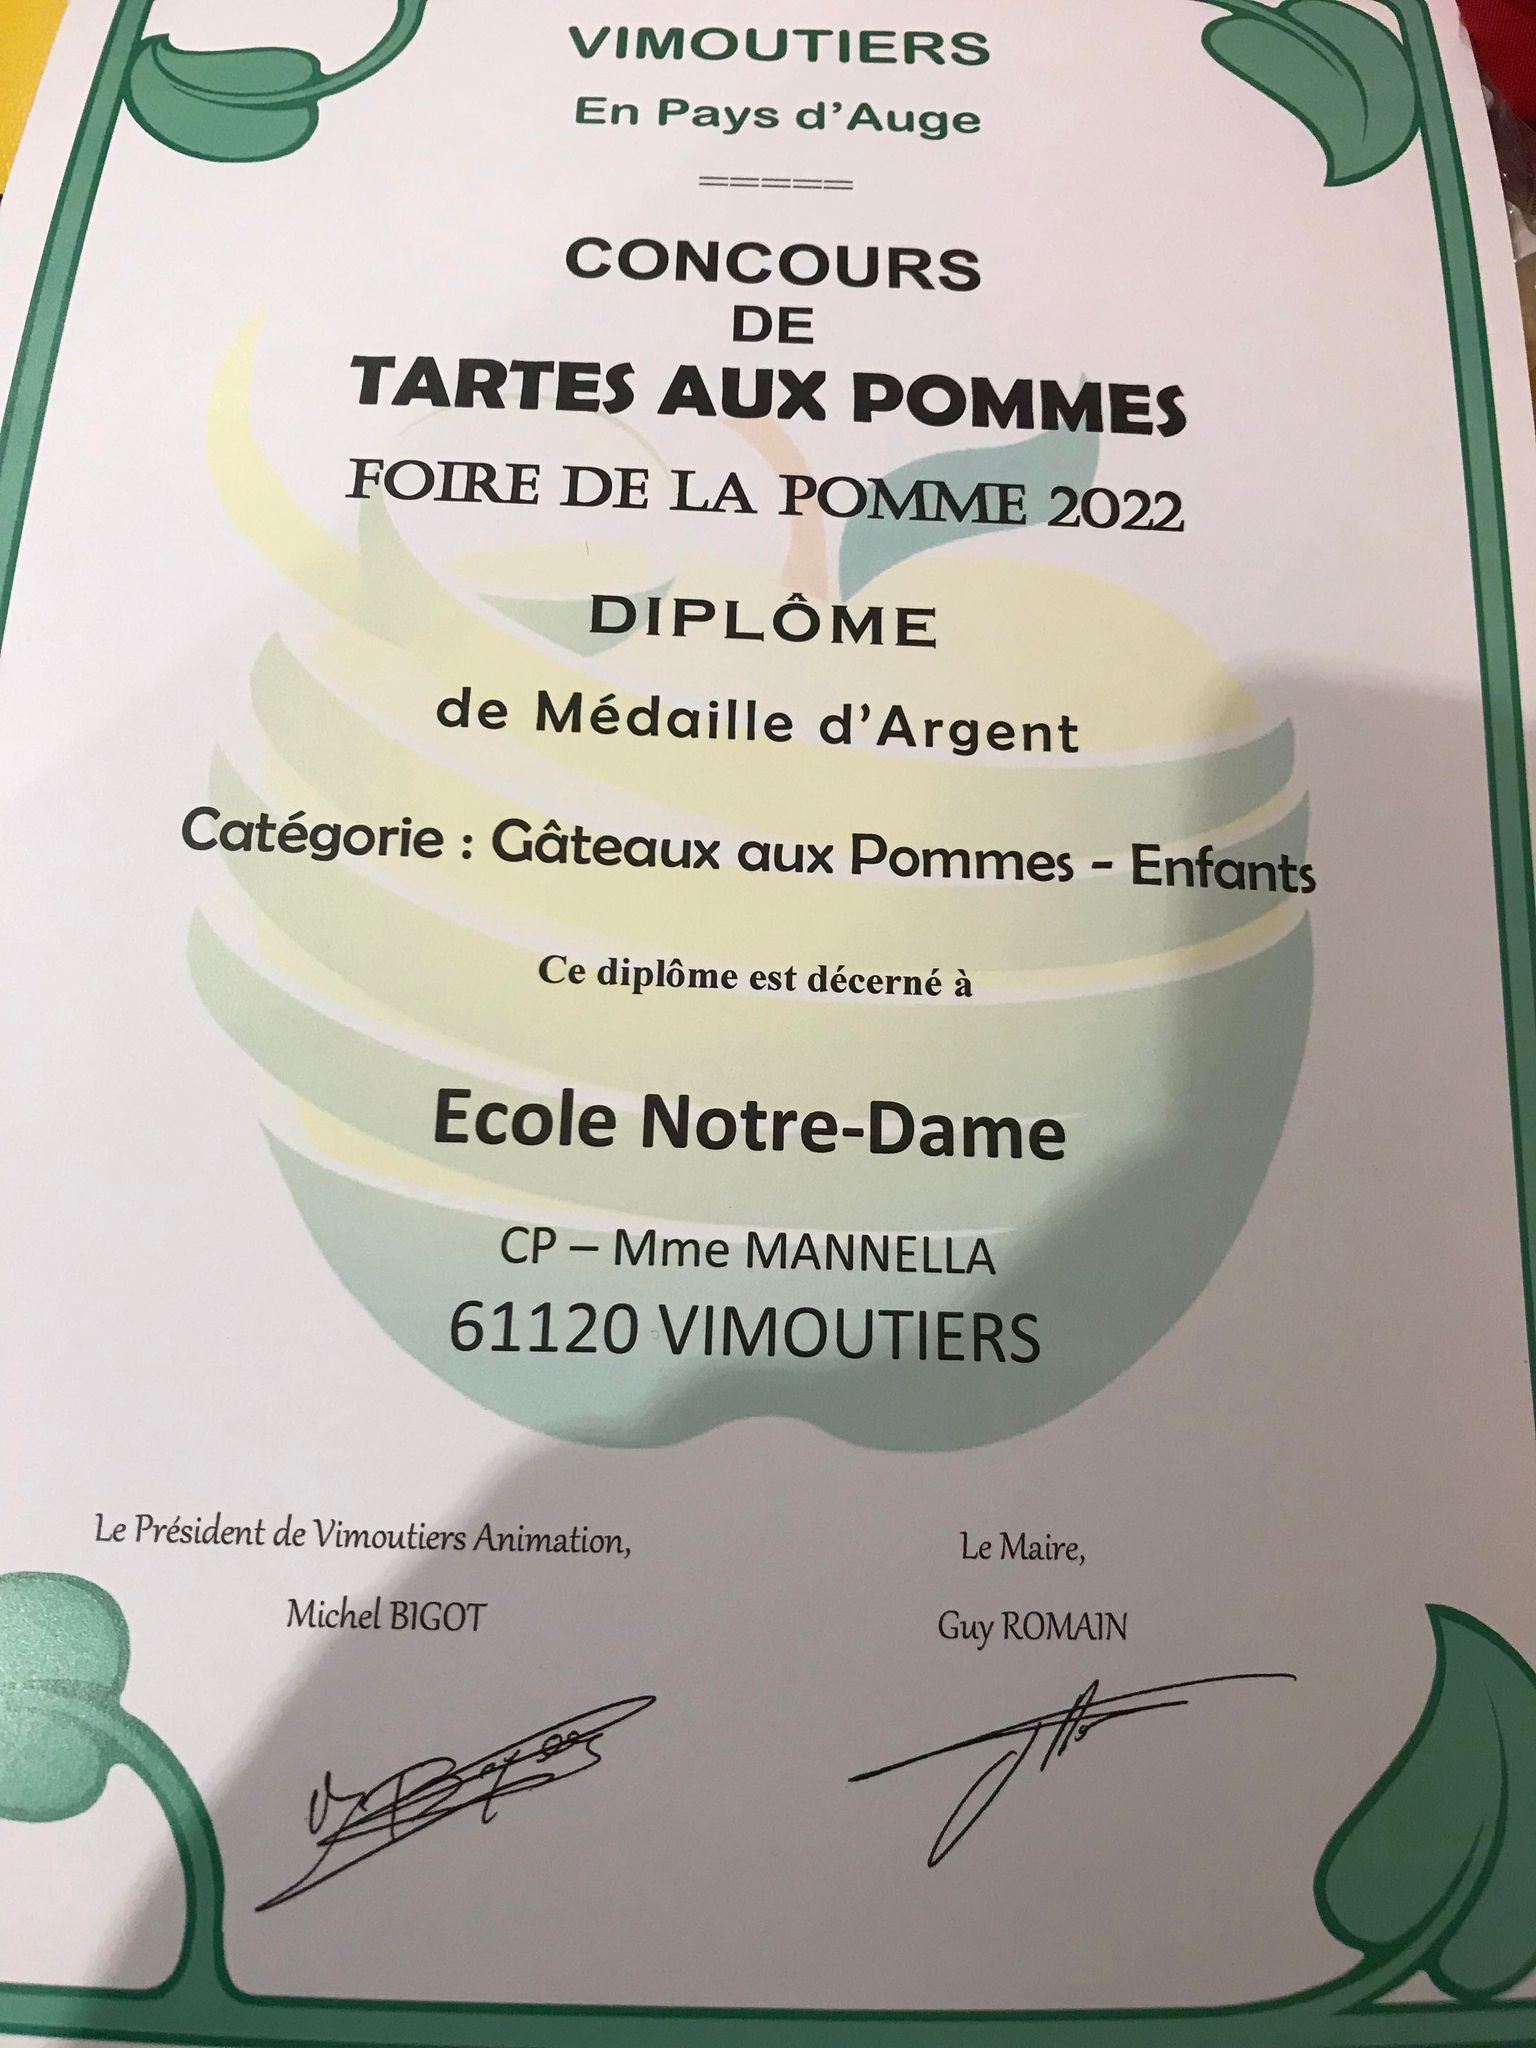 VIMOUTIERS
En Pays d'Auge
=====
CONCOURS
DE
TARTES AUX POMMES
FOIRE DE LA POMME 2022
DIPLÔME
de Médaille d'Argent
Catégorie : Gâteaux aux Pommes - Enfants
Ce diplôme est décerné à
Ecole Notre-Dame
CP – Mme MANNELLA
61120 VIMOUTIERS
Le Président de Vimoutiers Animation,
Le Maire,
Michel BIGOT
Guy ROMAIN